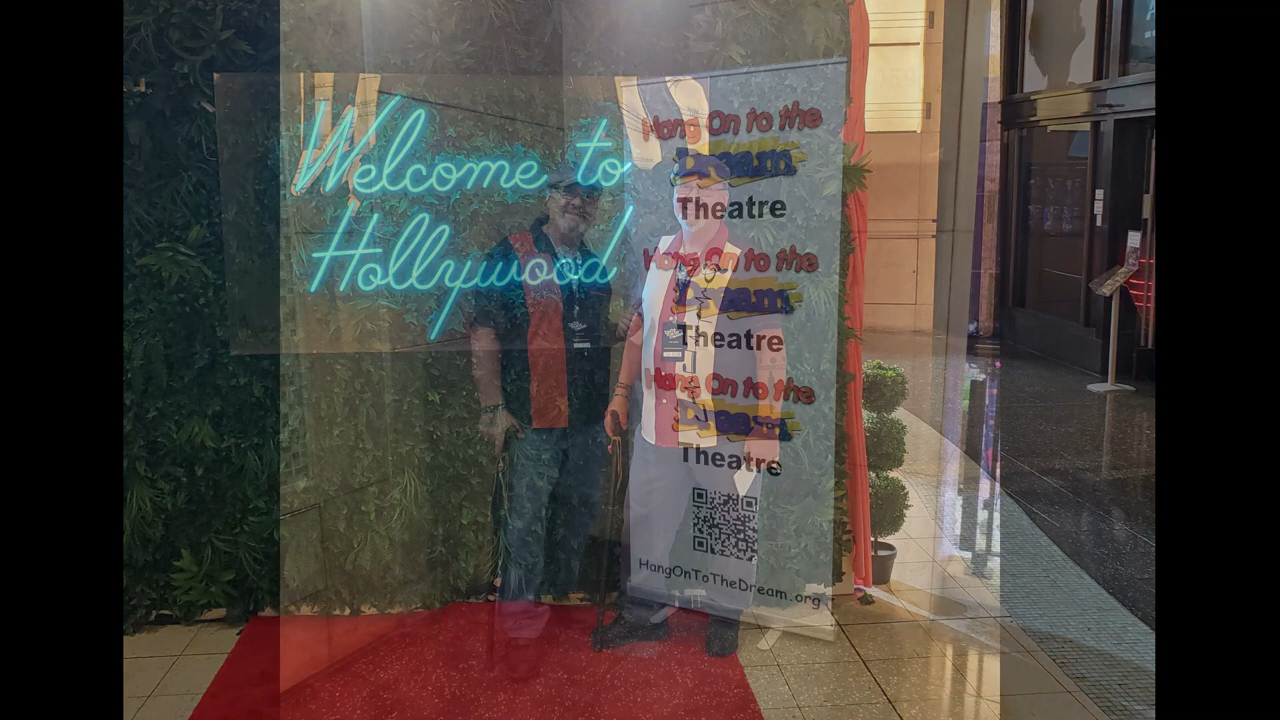 Welcome to
Hollywood
Hang On to the
Dream
Theatre
Hang On to the
Dream
Theatre
Hang On to the
Dream
Theatre
HangOnToTheDream.org